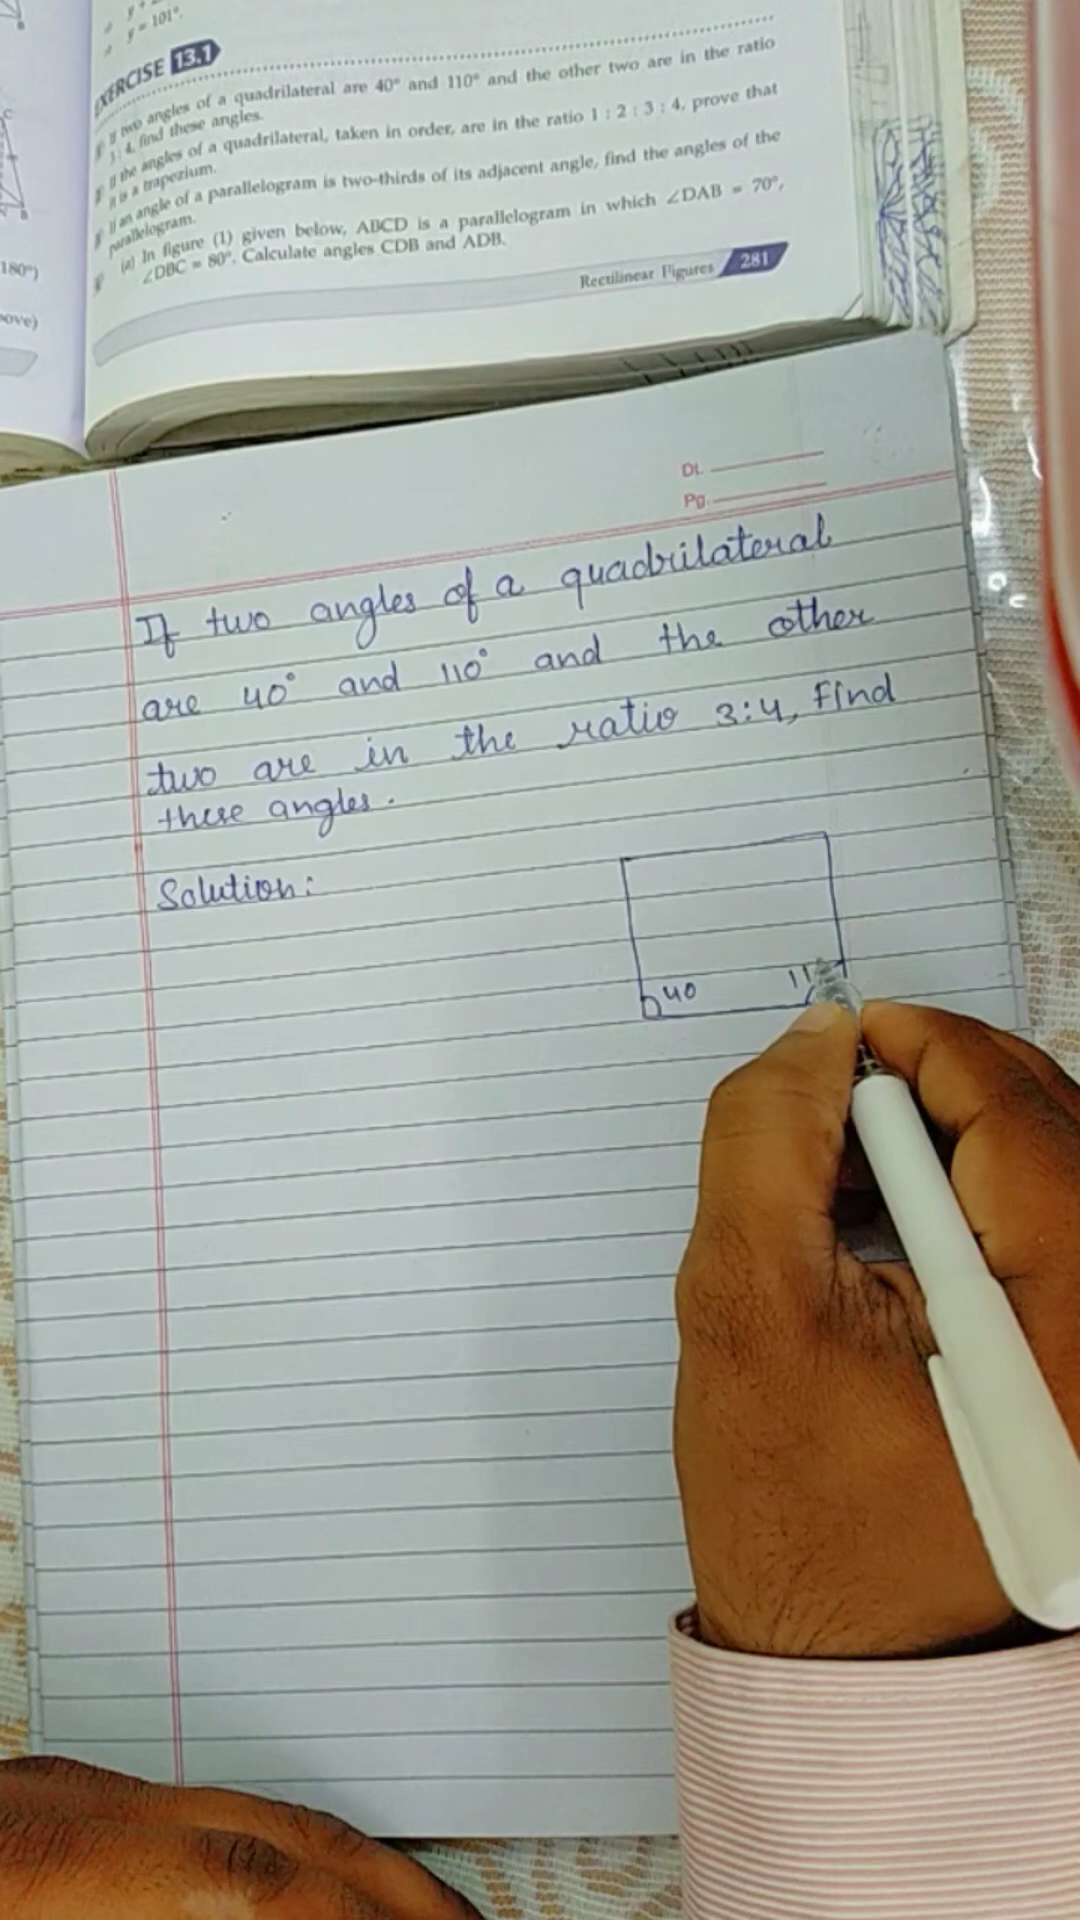 y = 101°.
EXERCISE 13.1
If two angles of a quadrilateral are 40° and 110° and the other two are in the ratio
3 : 4, find these angles.
If the angles of a quadrilateral, taken in order, are in the ratio 1 : 2 : 3 : 4, prove that
it is a trapezium.
If an angle of a parallelogram is two-thirds of its adjacent angle, find the angles of the
parallelogram.
(a) In figure (1) given below, ABCD is a parallelogram in which ∠DAB = 70°,
∠DBC = 80°. Calculate angles CDB and ADB.
Rectilinear Figures 281
180°)
Dt.
Pg.
If two angles of a quadrilateral
are 40° and 110° and the other
two are in the ratio 3:4, Find
these angles.
Solution:
40 11